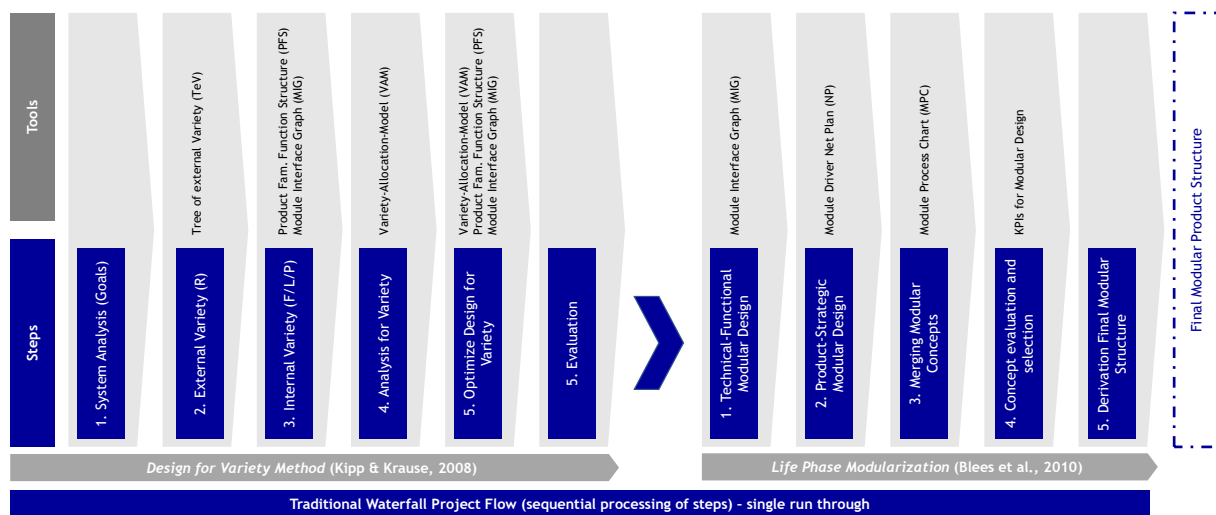 Tools
Tree of external Variety (TeV)
Product Fam. Function Structure (PFS)
Module Interface Graph (MIG)
Variety-Allocation-Model (VAM)
Variety-Allocation-Model (VAM)
Product Fam. Function Structure (PFS)
Module Interface Graph (MIG)
Module Interface Graph (MIG)
Module Driver Net Plan (NP)
Module Process Chart (MPC)
KPIs for Modular Design
Steps
1. System Analysis (Goals)
2. External Variety (R)
3. Internal Variety (F/L/P)
4. Analysis for Variety
5. Optimize Design for
Variety
5. Evaluation
1. Technical-Functional
Modular Design
2. Product-Strategic
Modular Design
3. Merging Modular
Concepts
4. Concept evaluation and
selection
5. Derivation Final Modular
Structure
Final Modular Product Structure
Design for Variety Method (Kipp & Krause, 2008)
Life Phase Modularization (Blees et al., 2010)
Traditional Waterfall Project Flow (sequential processing of steps) – single run through